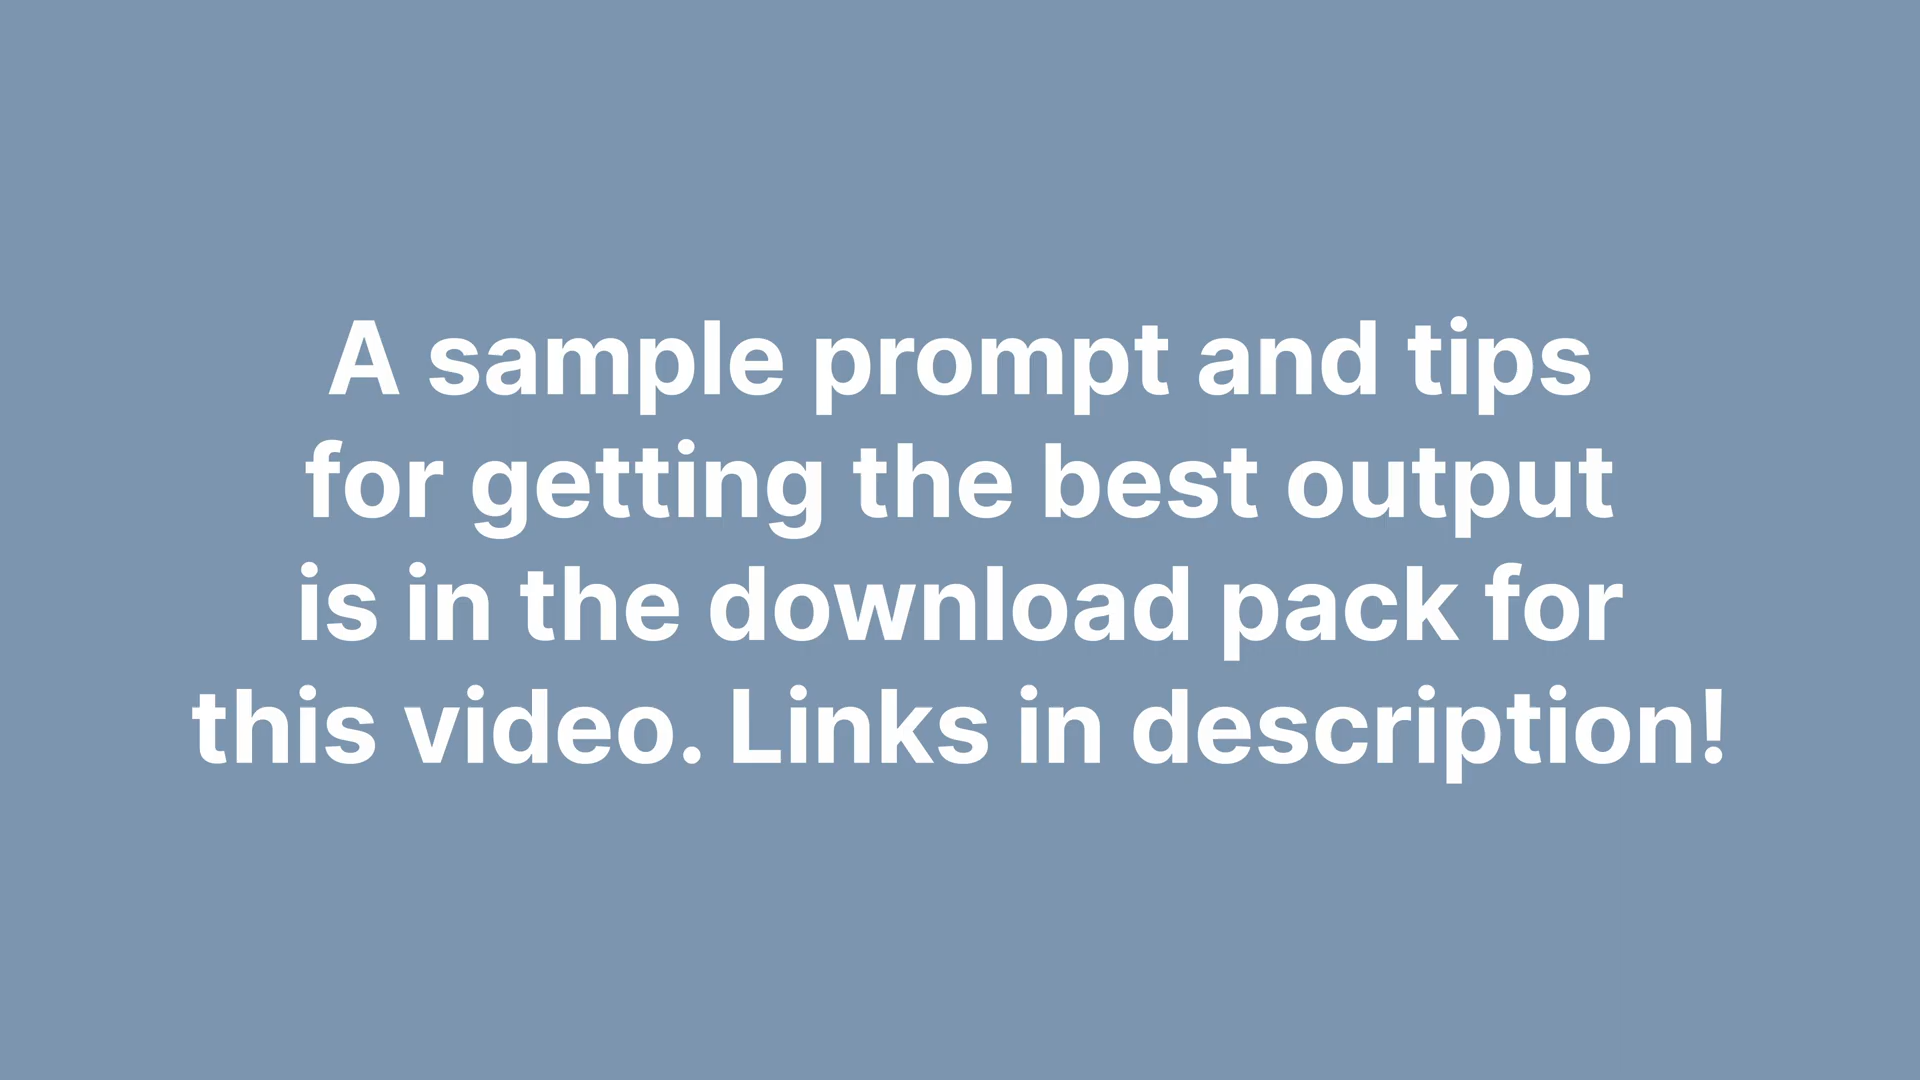 A sample prompt and tips
for getting the best output
is in the download pack for
this video. Links in description!